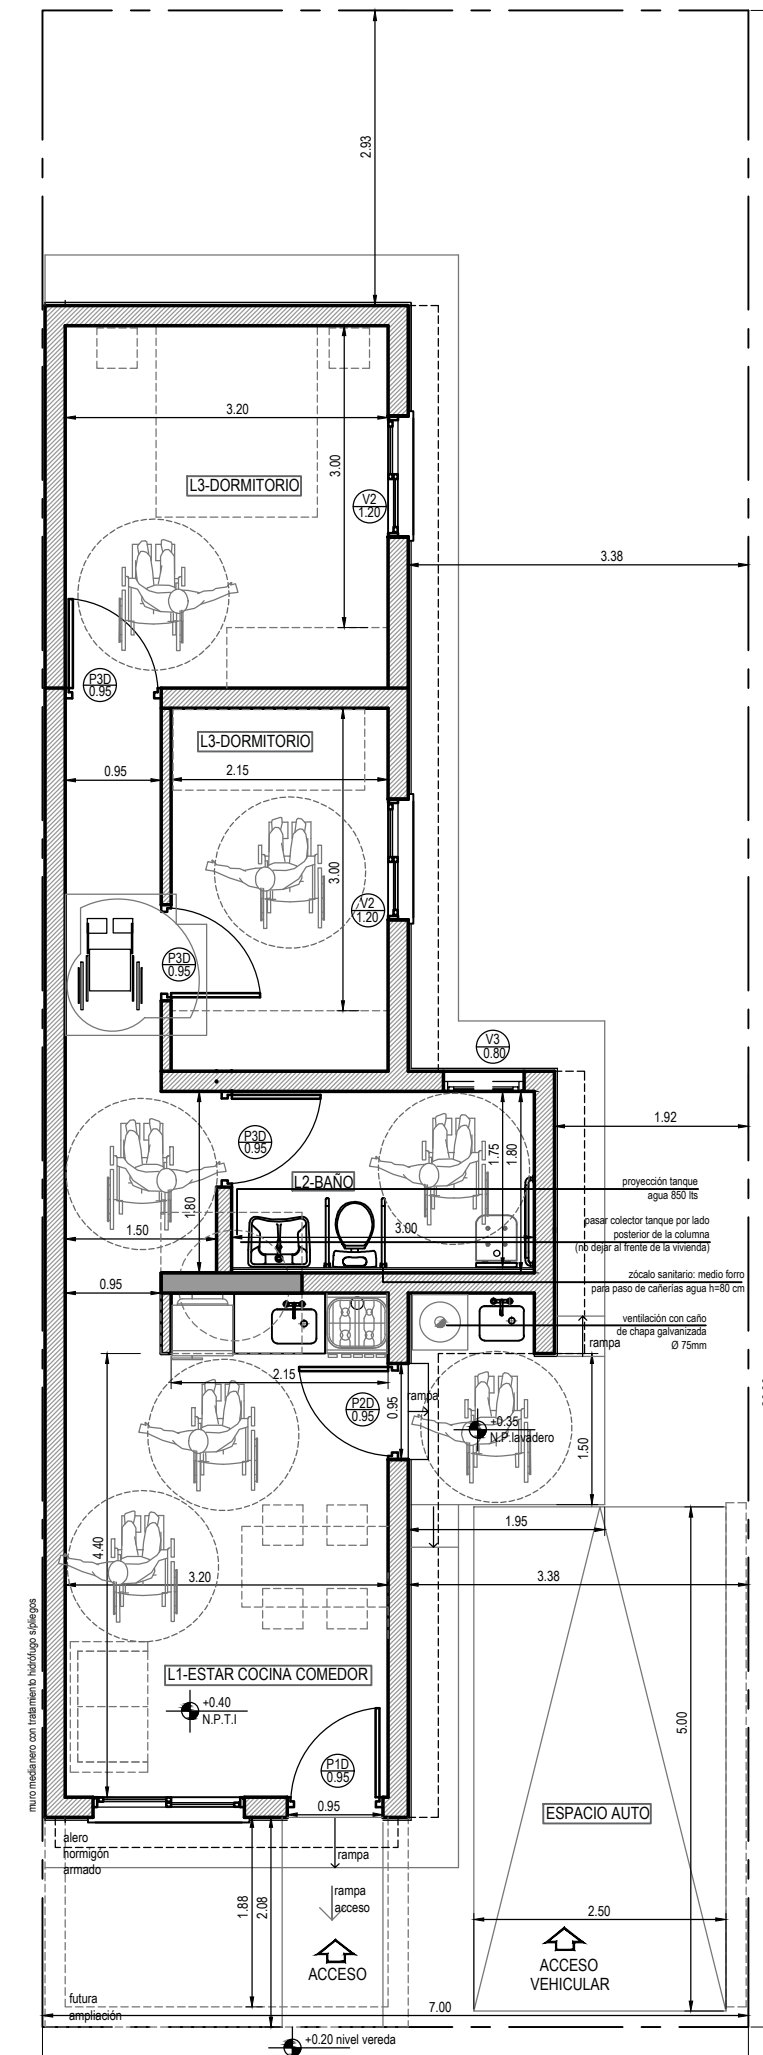 2.93
3.20
3.00
L3-DORMITORIO
V2
1.20
3.38
P3D
0.95
L3-DORMITORIO
0.95
2.15
3.00
V2
1.20
P3D
0.95
V3
0.80
1.92
P3D
0.95
1.75
1.80
L2-BAÑO
1.80
3.00
1.50
proyección tanque
agua 850 lts
pasar colector tanque por lado
posterior de la columna
(no dejar al frente de la vivienda)
zócalo sanitario: medio forro
para paso de cañerías agua h=80 cm
0.95
ventilación con caño
de chapa galvanizada
Ø 75mm
rampa
2.15
rampa
P2D
0.95
0.95
+0.35
N.P.lavadero
1.50
1.95
4.40
3.20
3.38
muro medianero con tratamiento hidrófugo s/pliegos
L1-ESTAR COCINA COMEDOR
+0.40
N.P.T.I
5.00
P1D
0.95
0.95
ESPACIO AUTO
alero
hormigón
armado
rampa
rampa
acceso
1.88
2.08
2.50
ACCESO
ACCESO
VEHICULAR
futura
ampliación
7.00
+0.20 nivel vereda